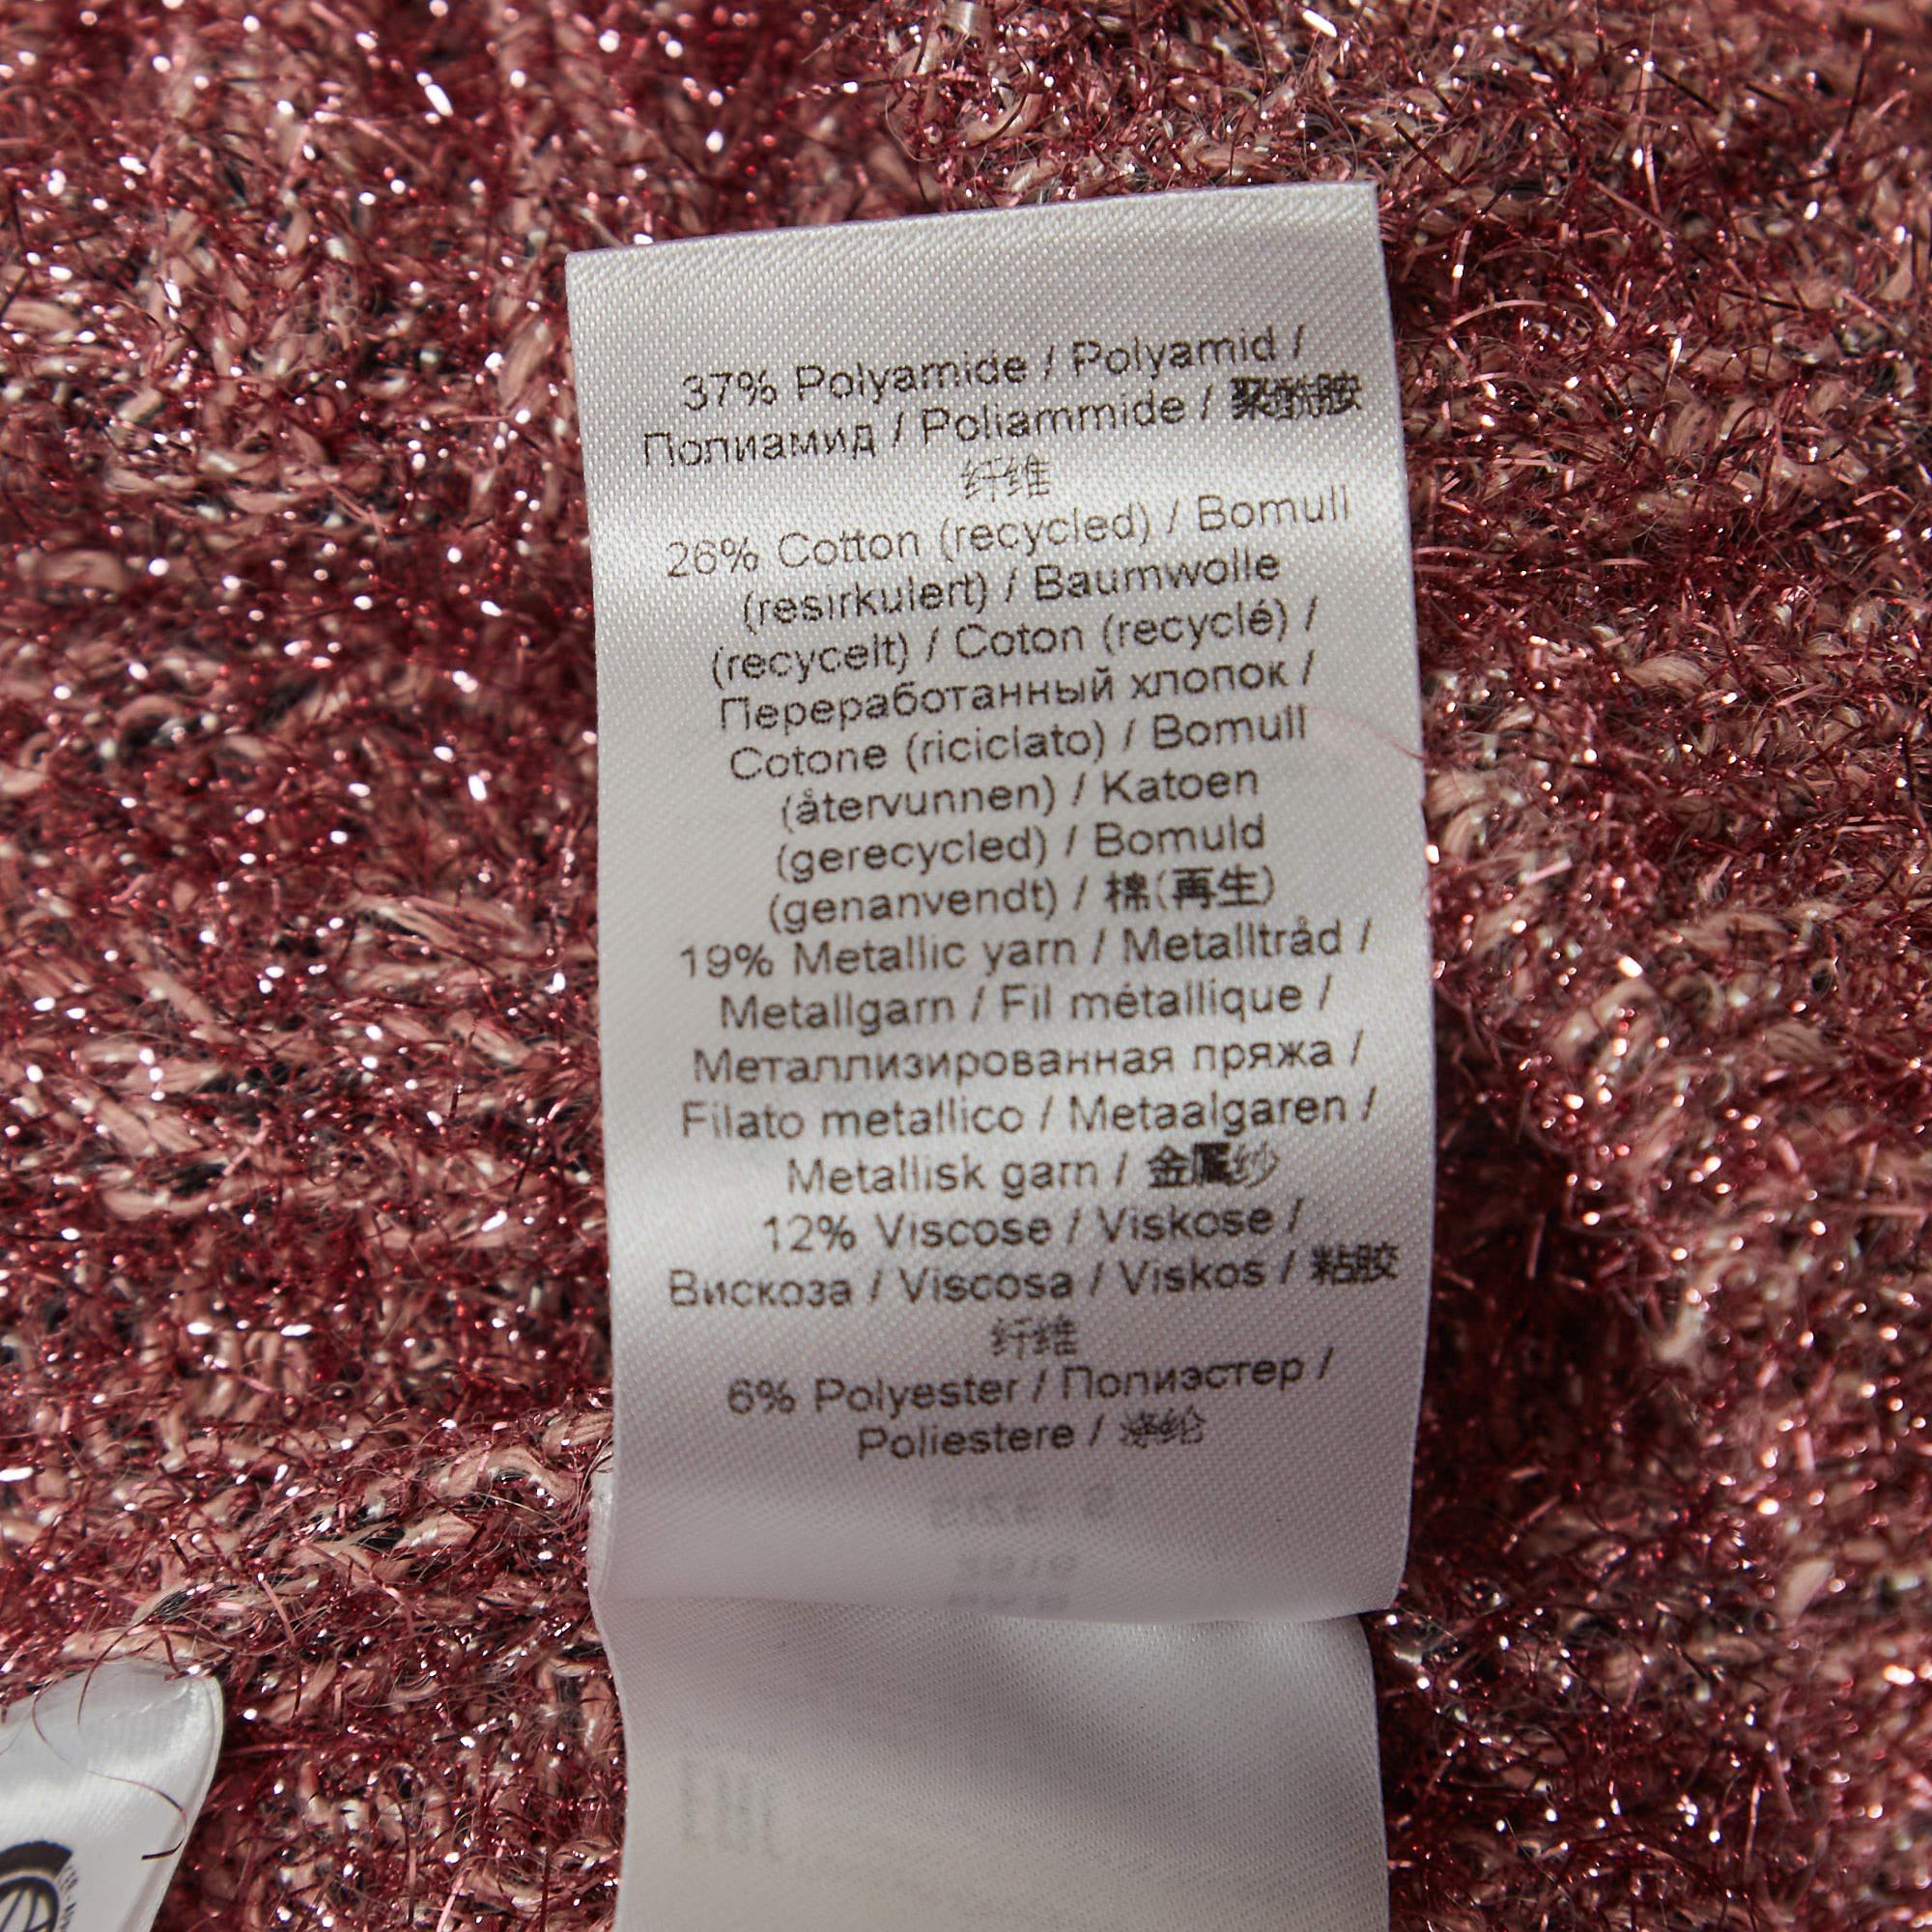 37% Polyamide / Polyamid /
Полиамид / Poliammide / 聚酰胺
纤维
26% Cotton (recycled) / Bomull
(resirkulert) / Baumwolle
(recycelt) / Coton (recyclé) /
Переработанный хлопок /
Cotone (riciclato) / Bomull
(återvunnen) / Katoen
(gerecycled) / Bomuld
(genanvendt) / 棉(再生)
19% Metallic yarn / Metalltråd /
Metallgarn / Fil métallique /
Металлизированная пряжа /
Filato metallico / Metaalgaren /
Metallisk garn / 金属纱
12% Viscose / Viskose /
Вискоза / Viscosa / Viskos / 粘胶
纤维
6% Polyester / Полиэстер /
Poliestere / 涤纶